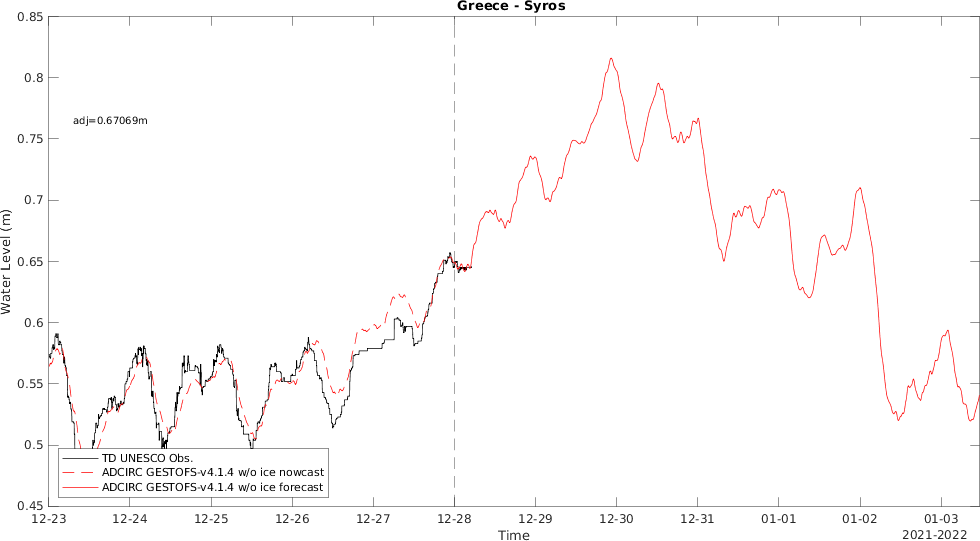 Greece - Syros
0.85
0.8
0.75
0.7
0.65
0.6
0.55
0.5
0.45
Water Level (m)
adj=0.67069m
TD UNESCO Obs.
ADCIRC GESTOFS-v4.1.4 w/o ice nowcast
ADCIRC GESTOFS-v4.1.4 w/o ice forecast
12-23 12-24 12-25 12-26 12-27 12-28 12-29 12-30 12-31 01-01 01-02 01-03
Time
2021-2022